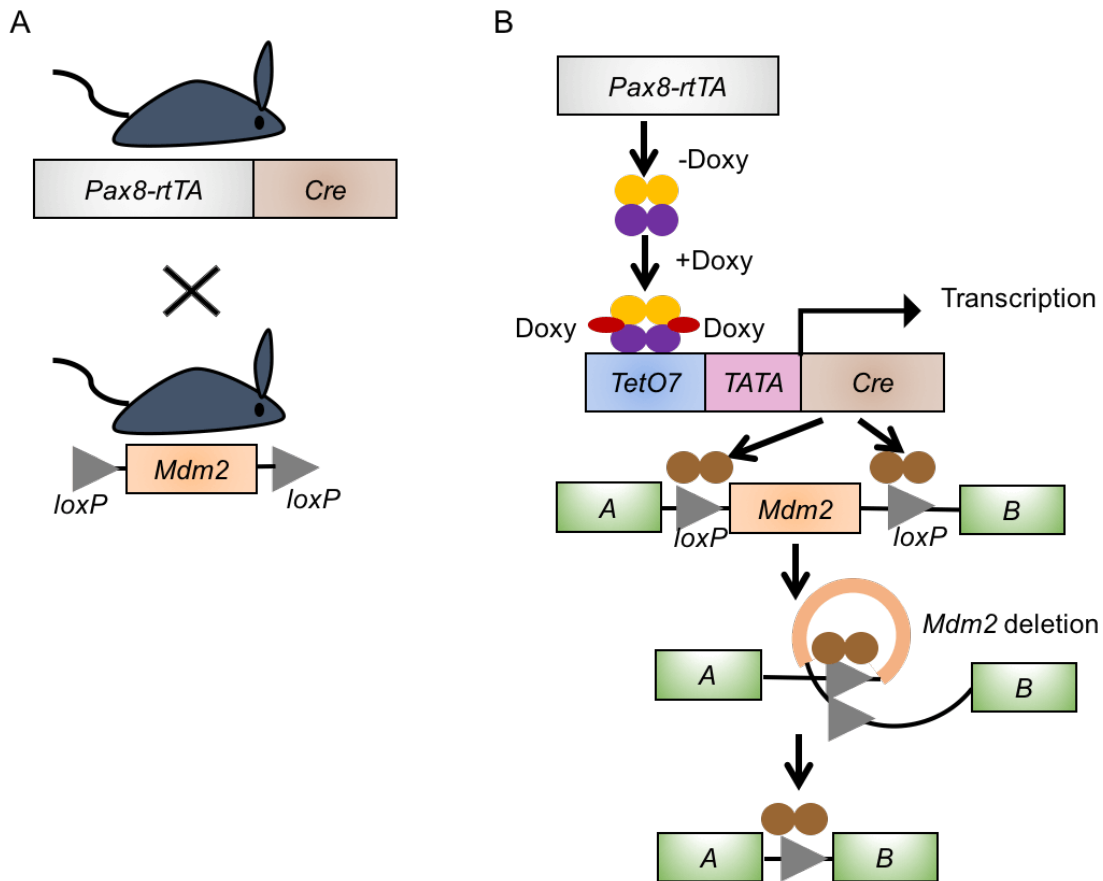 A
Pax8-rtTA
Cre
Mdm2
loxP
loxP
B
Pax8-rtTA
-Doxy
+Doxy
Doxy
Doxy
Transcription
TetO7
TATA
Cre
A
Mdm2
B
loxP
loxP
Mdm2 deletion
A
B
A
B